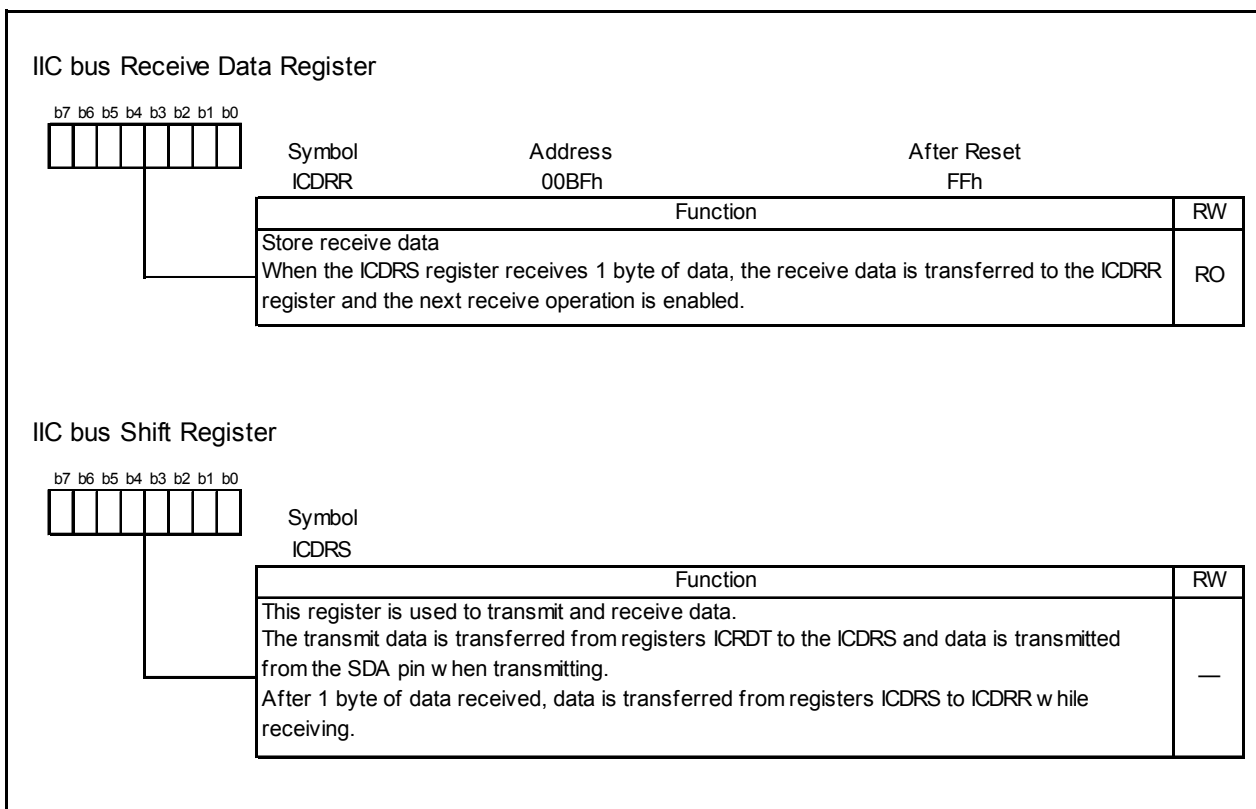 IIC bus Receive Data Register
b7 b6 b5 b4 b3 b2 b1 b0
Symbol Address After Reset
ICDRR 00BFh FFh
Function RW
Store receive data
When the ICDRS register receives 1 byte of data, the receive data is transferred to the ICDRR
register and the next receive operation is enabled.
RO
IIC bus Shift Register
b7 b6 b5 b4 b3 b2 b1 b0
Symbol
ICDRS
Function RW
This register is used to transmit and receive data.
The transmit data is transferred from registers ICRDT to the ICDRS and data is transmitted
from the SDA pin when transmitting.
After 1 byte of data received, data is transferred from registers ICDRS to ICDRR while
receiving.
—